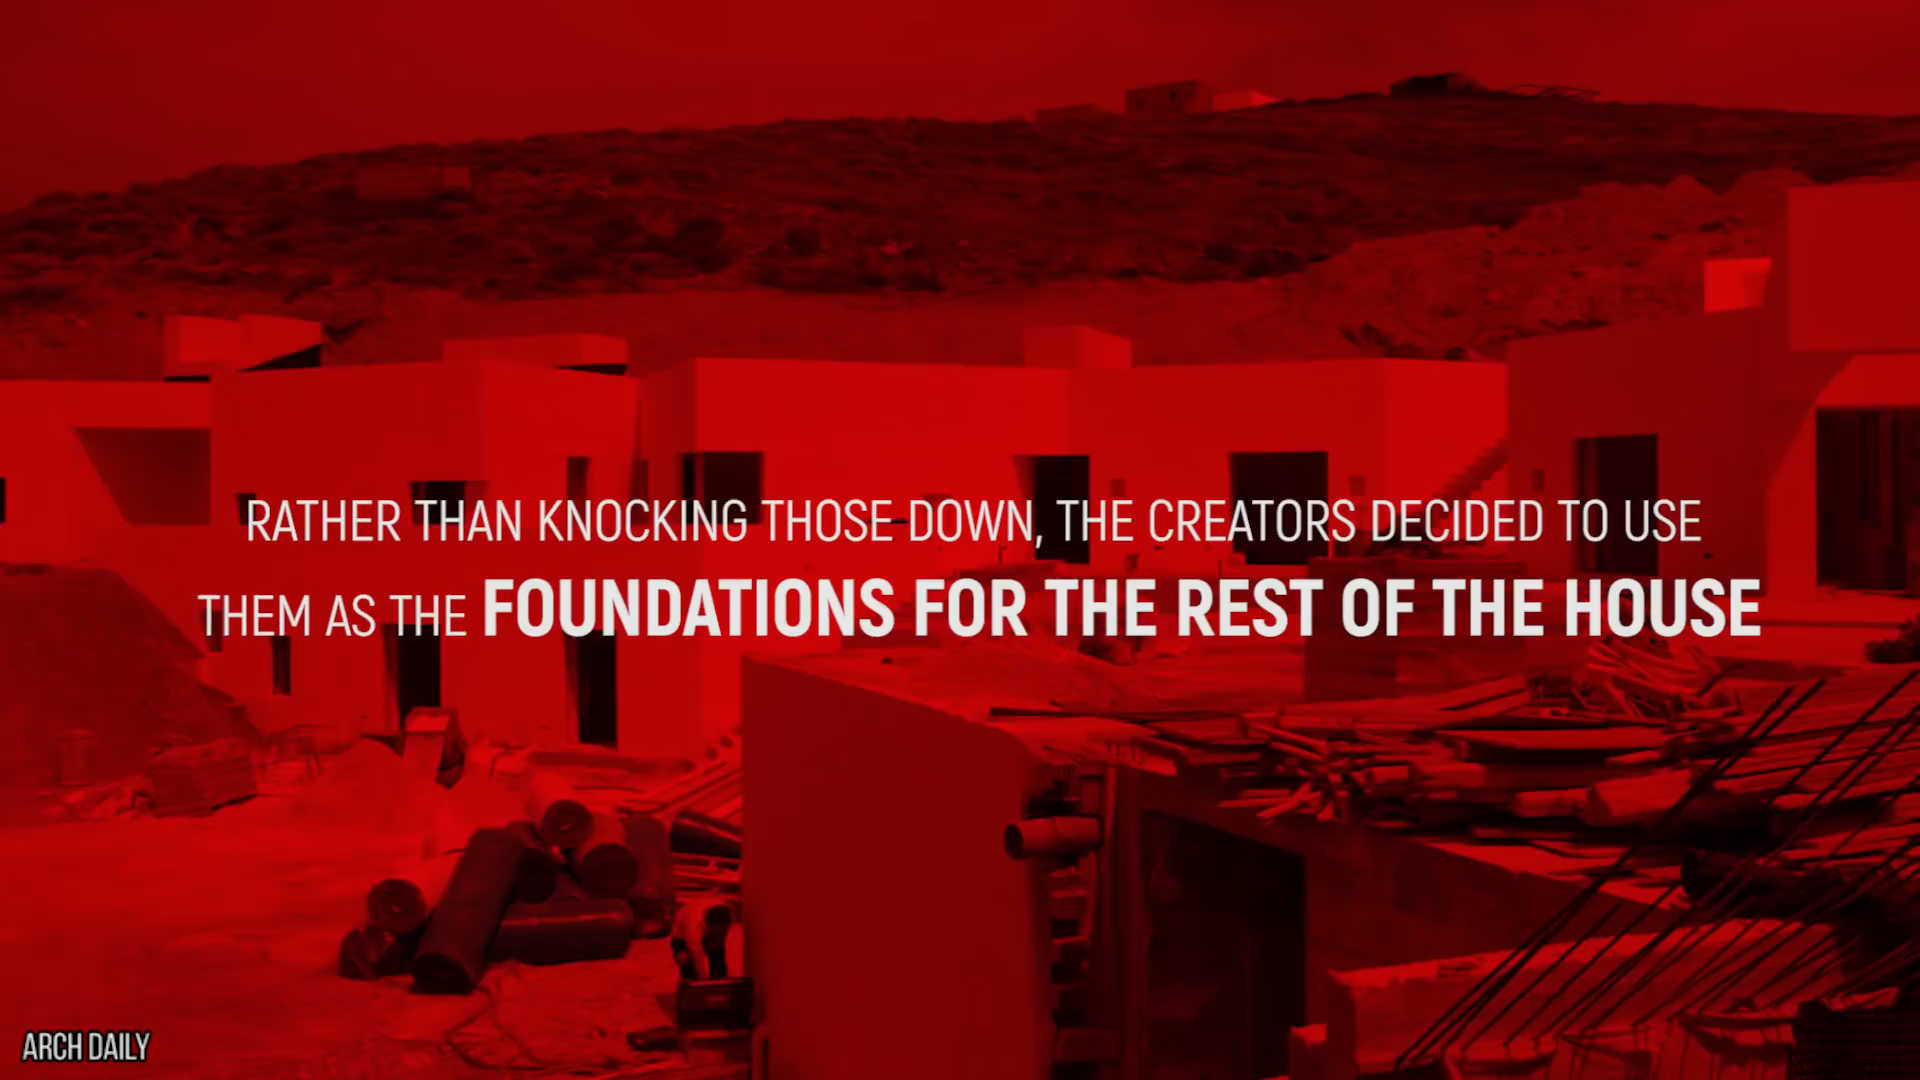 RATHER THAN KNOCKING THOSE DOWN, THE CREATORS DECIDED TO USE
THEM AS THE FOUNDATIONS FOR THE REST OF THE HOUSE
ARCH DAILY